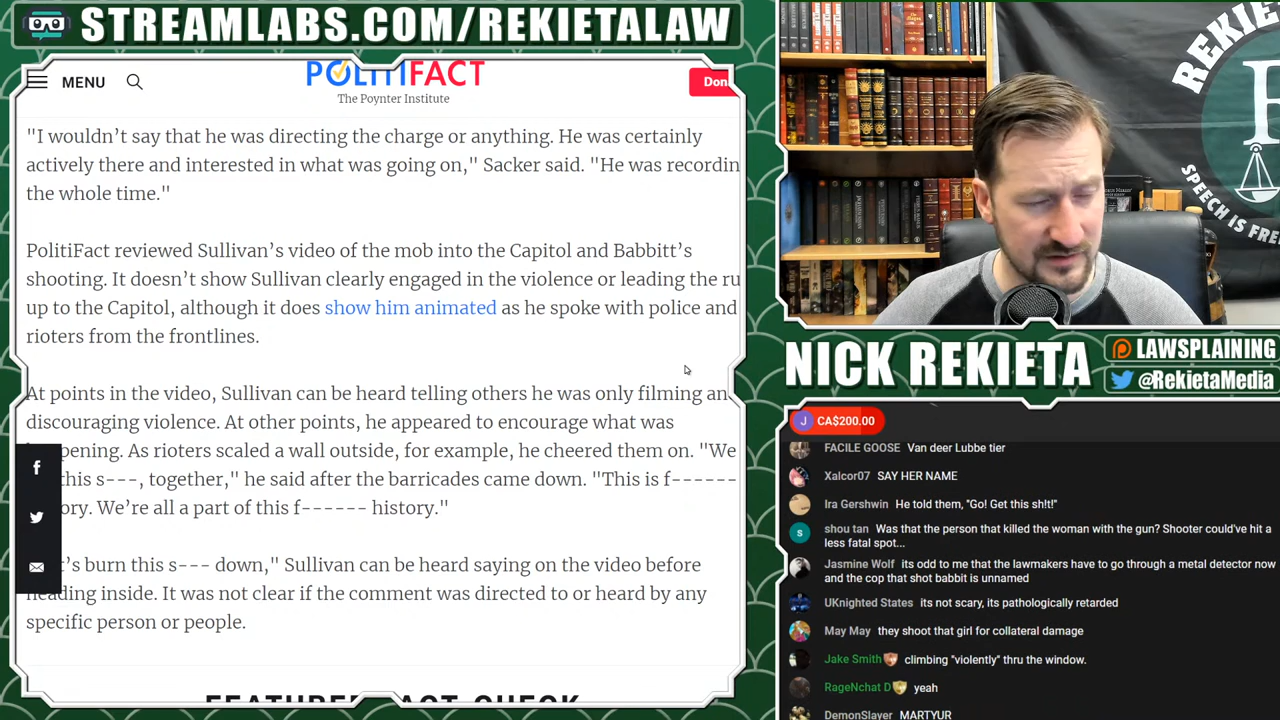 STREAMLABS.COM/REKIETALAW
MENU
POLITIFACT
The Poynter Institute
Don
"I wouldn't say that he was directing the charge or anything. He was certainly
actively there and interested in what was going on," Sacker said. "He was recordin
the whole time."
PolitiFact reviewed Sullivan's video of the mob into the Capitol and Babbitt's
shooting. It doesn't show Sullivan clearly engaged in the violence or leading the ru
up to the Capitol, although it does show him animated as he spoke with police and
rioters from the frontlines.
At points in the video, Sullivan can be heard telling others he was only filming an
discouraging violence. At other points, he appeared to encourage what was
pening. As rioters scaled a wall outside, for example, he cheered them on. "We
this s---, together," he said after the barricades came down. "This is f------
ory. We're all a part of this f------ history."
's burn this s--- down," Sullivan can be heard saying on the video before
heading inside. It was not clear if the comment was directed to or heard by any
specific person or people.
FEATURED FACT-CHECK
REKIE
R
SPEECH IS FRE
NICK REKIETA
LAWSPLAINING
@RekietaMedia
J CA$200.00
FACILE GOOSE Van deer Lubbe tier
Xalcor07 SAY HER NAME
Ira Gershwin He told them, "Go! Get this sh!t!"
s shou tan Was that the person that killed the woman with the gun? Shooter could've hit a
less fatal spot...
Jasmine Wolf its odd to me that the lawmakers have to go through a metal detector now
and the cop that shot babbit is unnamed
UKnighted States its not scary, its pathologically retarded
May May they shoot that girl for collateral damage
Jake Smith climbing "violently" thru the window.
RageNchat D yeah
DemonSlayer MARTYUR